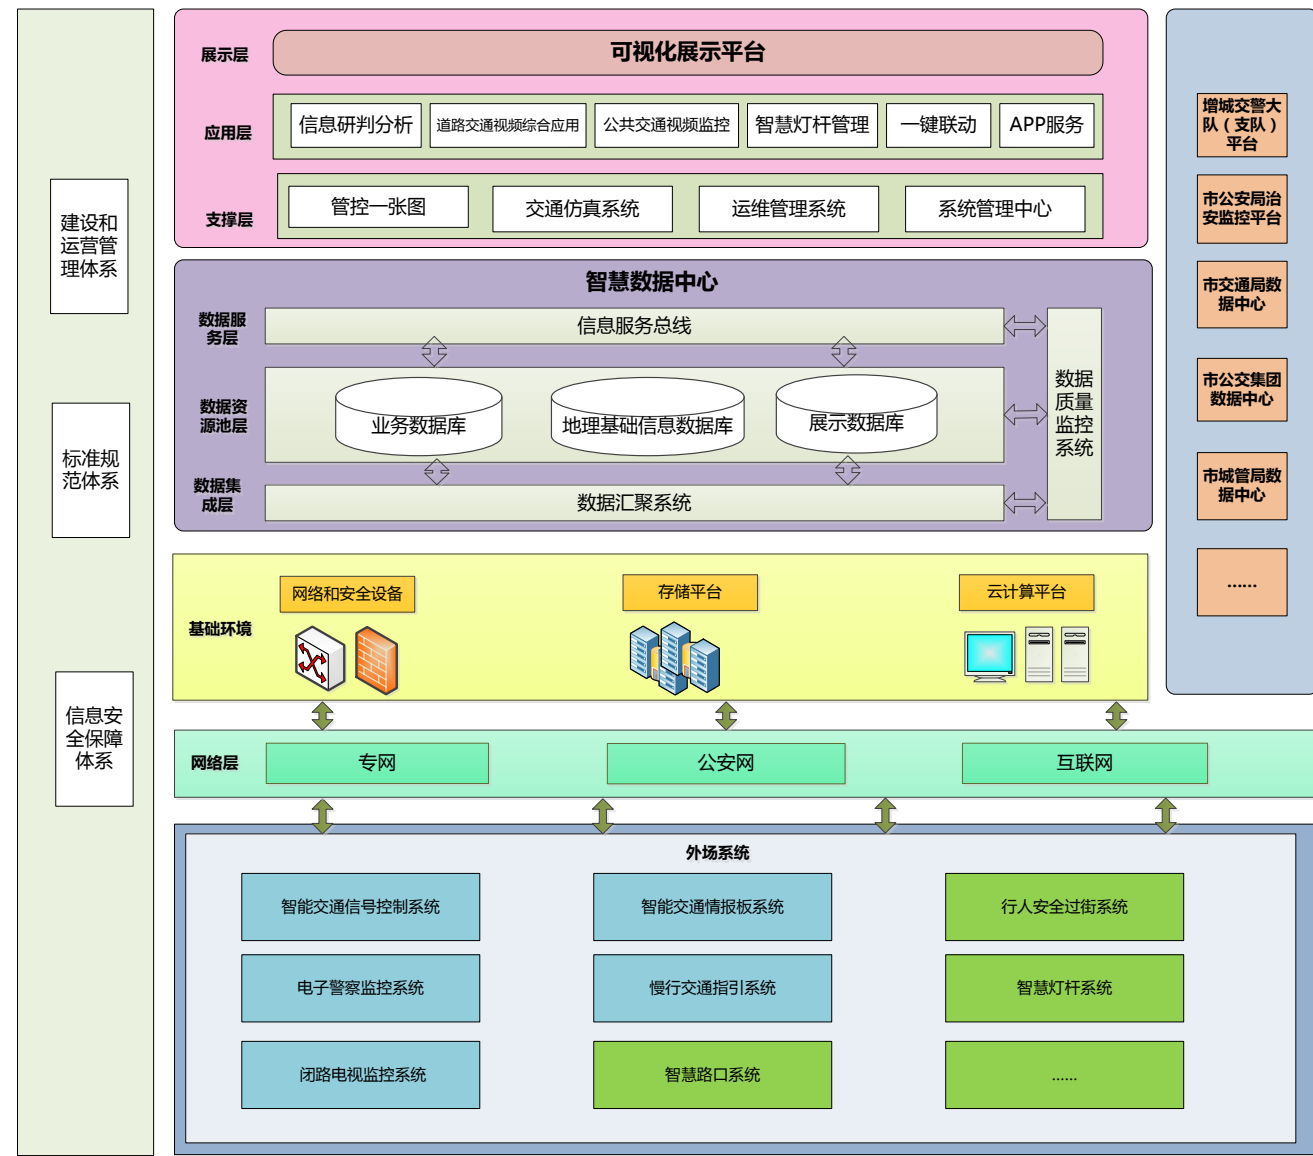 建设和
运营管
理体系
标准规
范体系
信息安
全保障
体系
展示层
可视化展示平台
应用层
信息研判分析
道路交通视频综合应用
公共交通视频监控
智慧灯杆管理
一键联动
APP服务
支撑层
管控一张图
交通仿真系统
运维管理系统
系统管理中心
智慧数据中心
数据服
务层
信息服务总线
数据资
源池层
业务数据库
地理基础信息数据库
展示数据库
数据集
成层
数据汇聚系统
数据
质量
监控
系统
基础环境
网络和安全设备
存储平台
云计算平台
网络层
专网
公安网
互联网
外场系统
智能交通信号控制系统
智能交通情报板系统
行人安全过街系统
电子警察监控系统
慢行交通指引系统
智慧灯杆系统
闭路电视监控系统
智慧路口系统
……
增城交警大
队（支队）
平台
市公安局治
安监控平台
市交通局数
据中心
市公交集团
数据中心
市城管局数
据中心
……